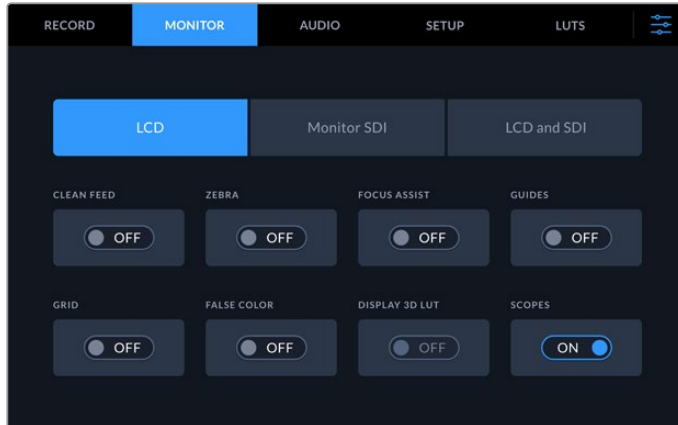 RECORD MONITOR AUDIO SETUP LUTS
LCD Monitor SDI LCD and SDI
CLEAN FEED ZEBRA FOCUS ASSIST GUIDES
OFF OFF OFF OFF
GRID FALSE COLOR DISPLAY 3D LUT SCOPES
OFF OFF OFF ON